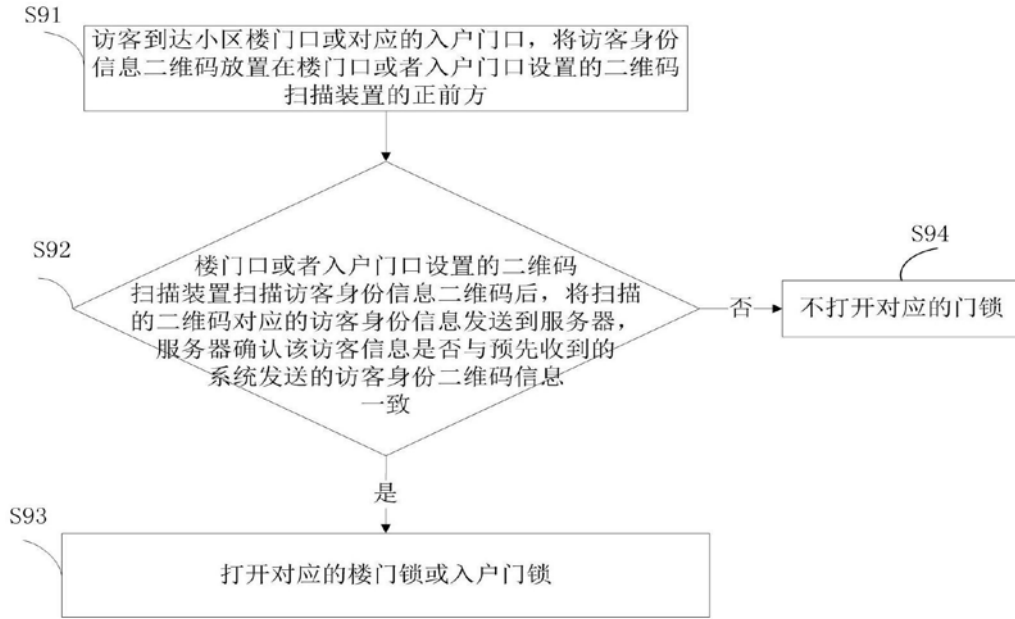 S91
访客到达小区楼门口或对应的入户门口，将访客身份
信息二维码放置在楼门口或者入户门口设置的二维码
扫描装置的正前方
S92
楼门口或者入户门口设置的二维码
扫描装置扫描访客身份信息二维码后，将扫描
的二维码对应的访客身份信息发送到服务器，
服务器确认该访客信息是否与预先收到的
系统发送的访客身份二维码信息
一致
否
S94
不打开对应的门锁
是
S93
打开对应的楼门锁或入户门锁